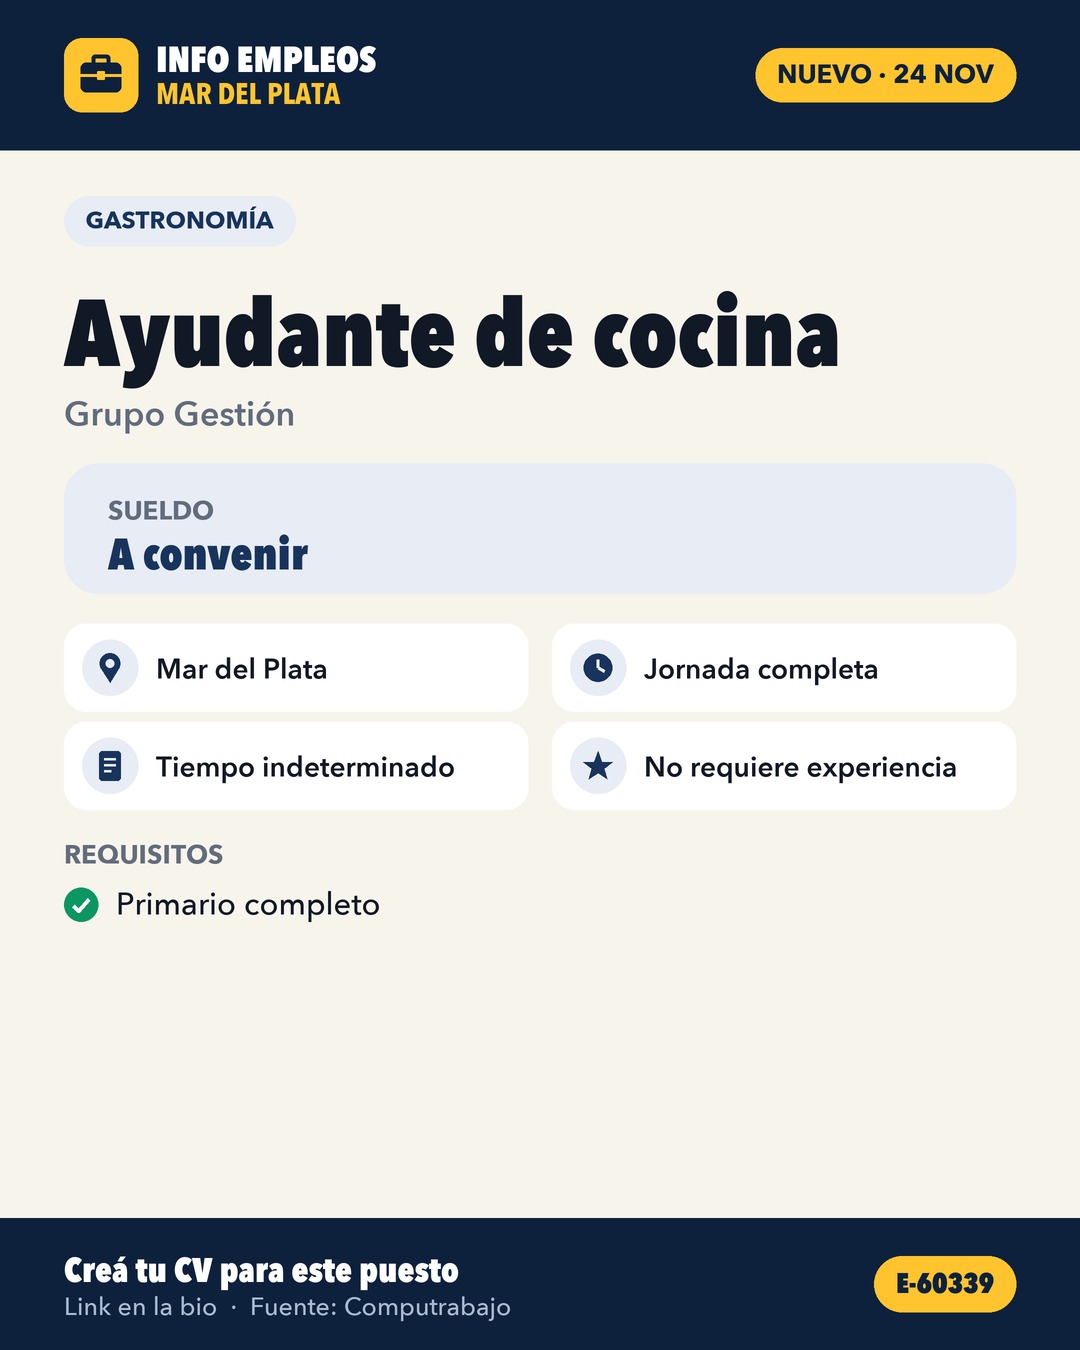 INFO EMPLEOS
MAR DEL PLATA
NUEVO · 24 NOV
GASTRONOMÍA
Ayudante de cocina
Grupo Gestión
SUELDO
A convenir
Mar del Plata
Jornada completa
Tiempo indeterminado
No requiere experiencia
REQUISITOS
Primario completo
Creá tu CV para este puesto
Link en la bio · Fuente: Computrabajo
E-60339